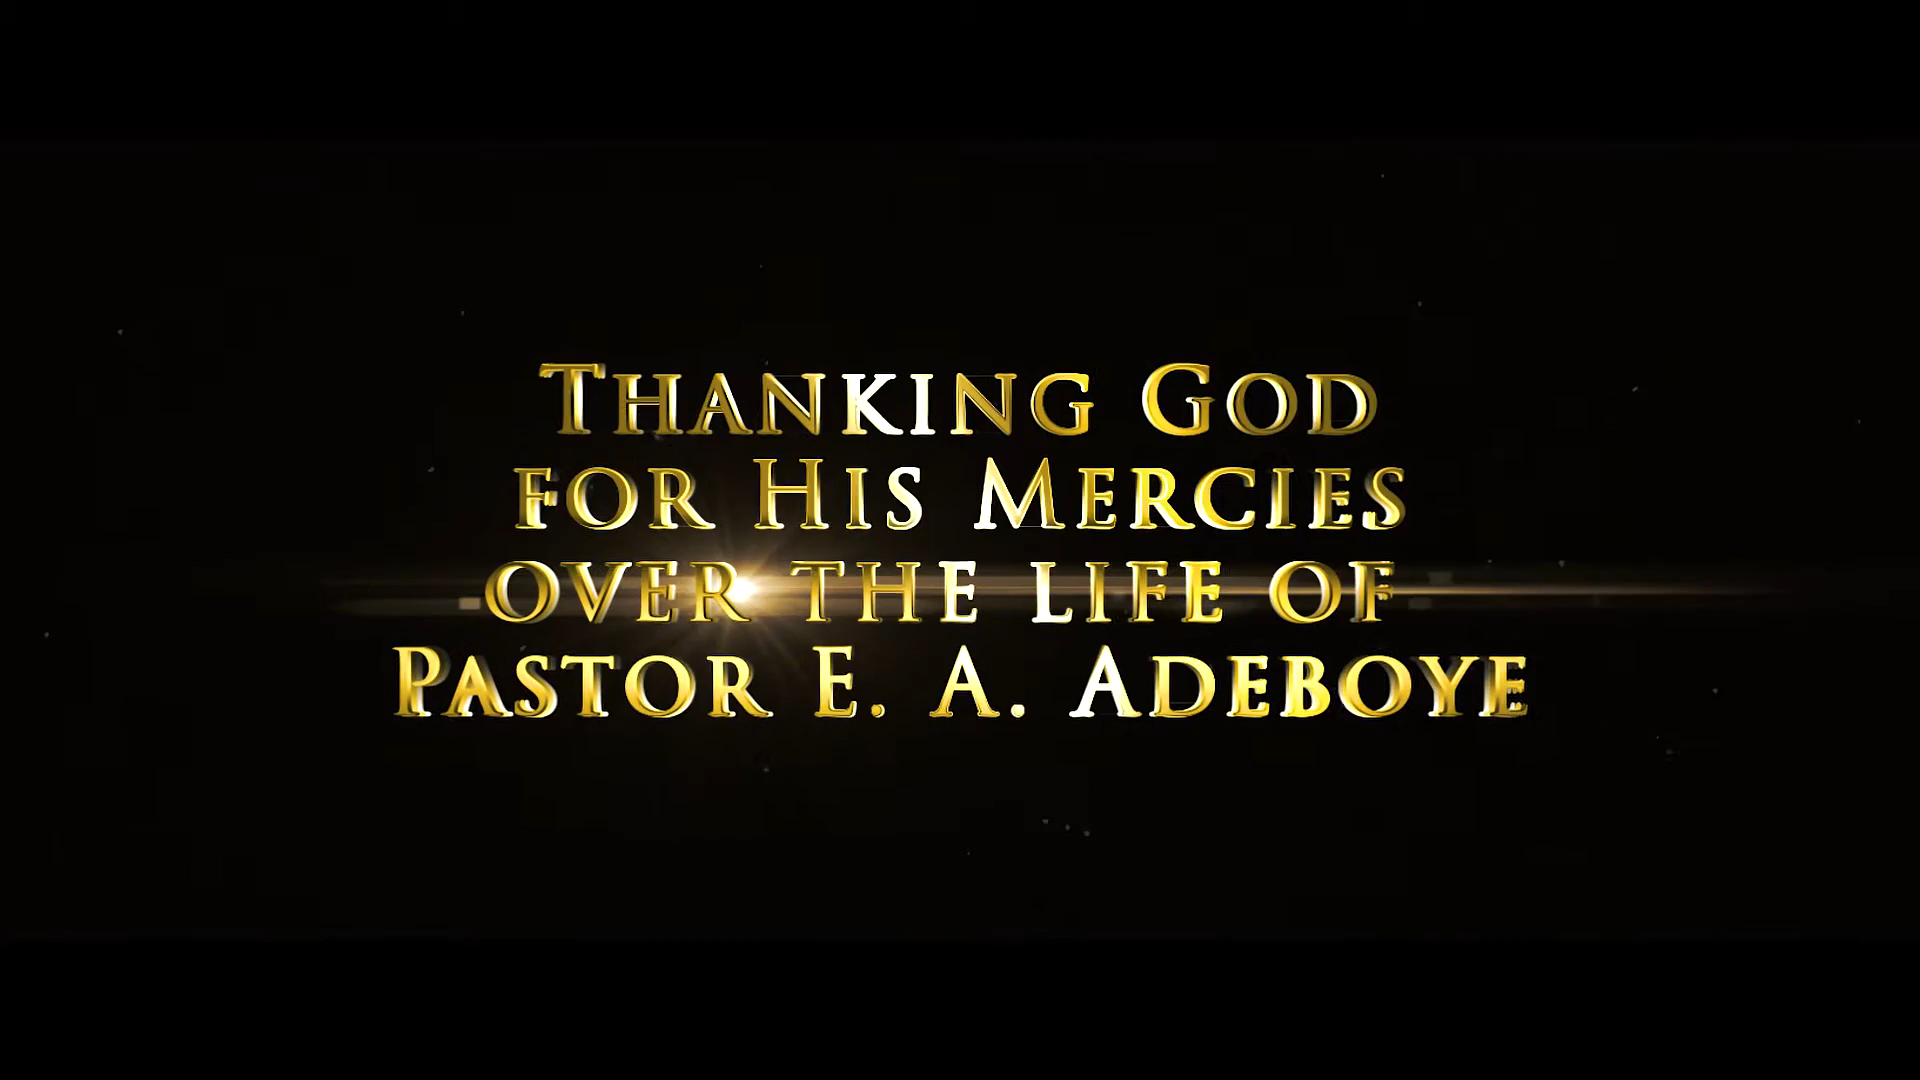 Thanking God
for His Mercies
over the life of
Pastor E. A. Adeboye